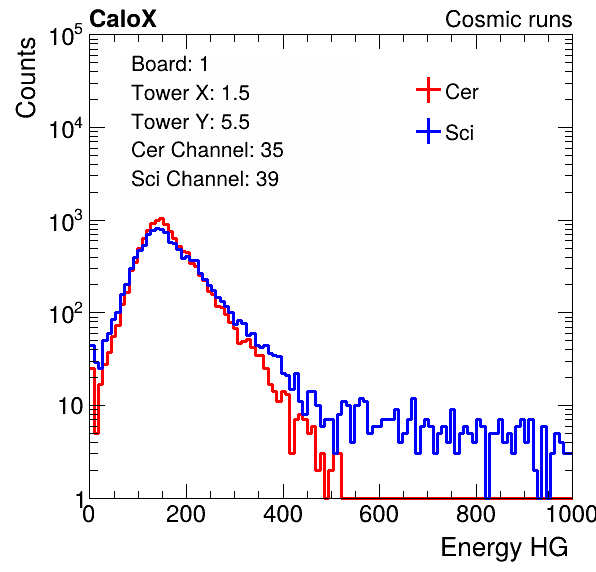 CaloX Cosmic runs
Counts
10^5
10^4
10^3
10^2
10
1
Board: 1
Tower X: 1.5
Tower Y: 5.5
Cer Channel: 35
Sci Channel: 39
Cer
Sci
0 200 400 600 800 1000
Energy HG